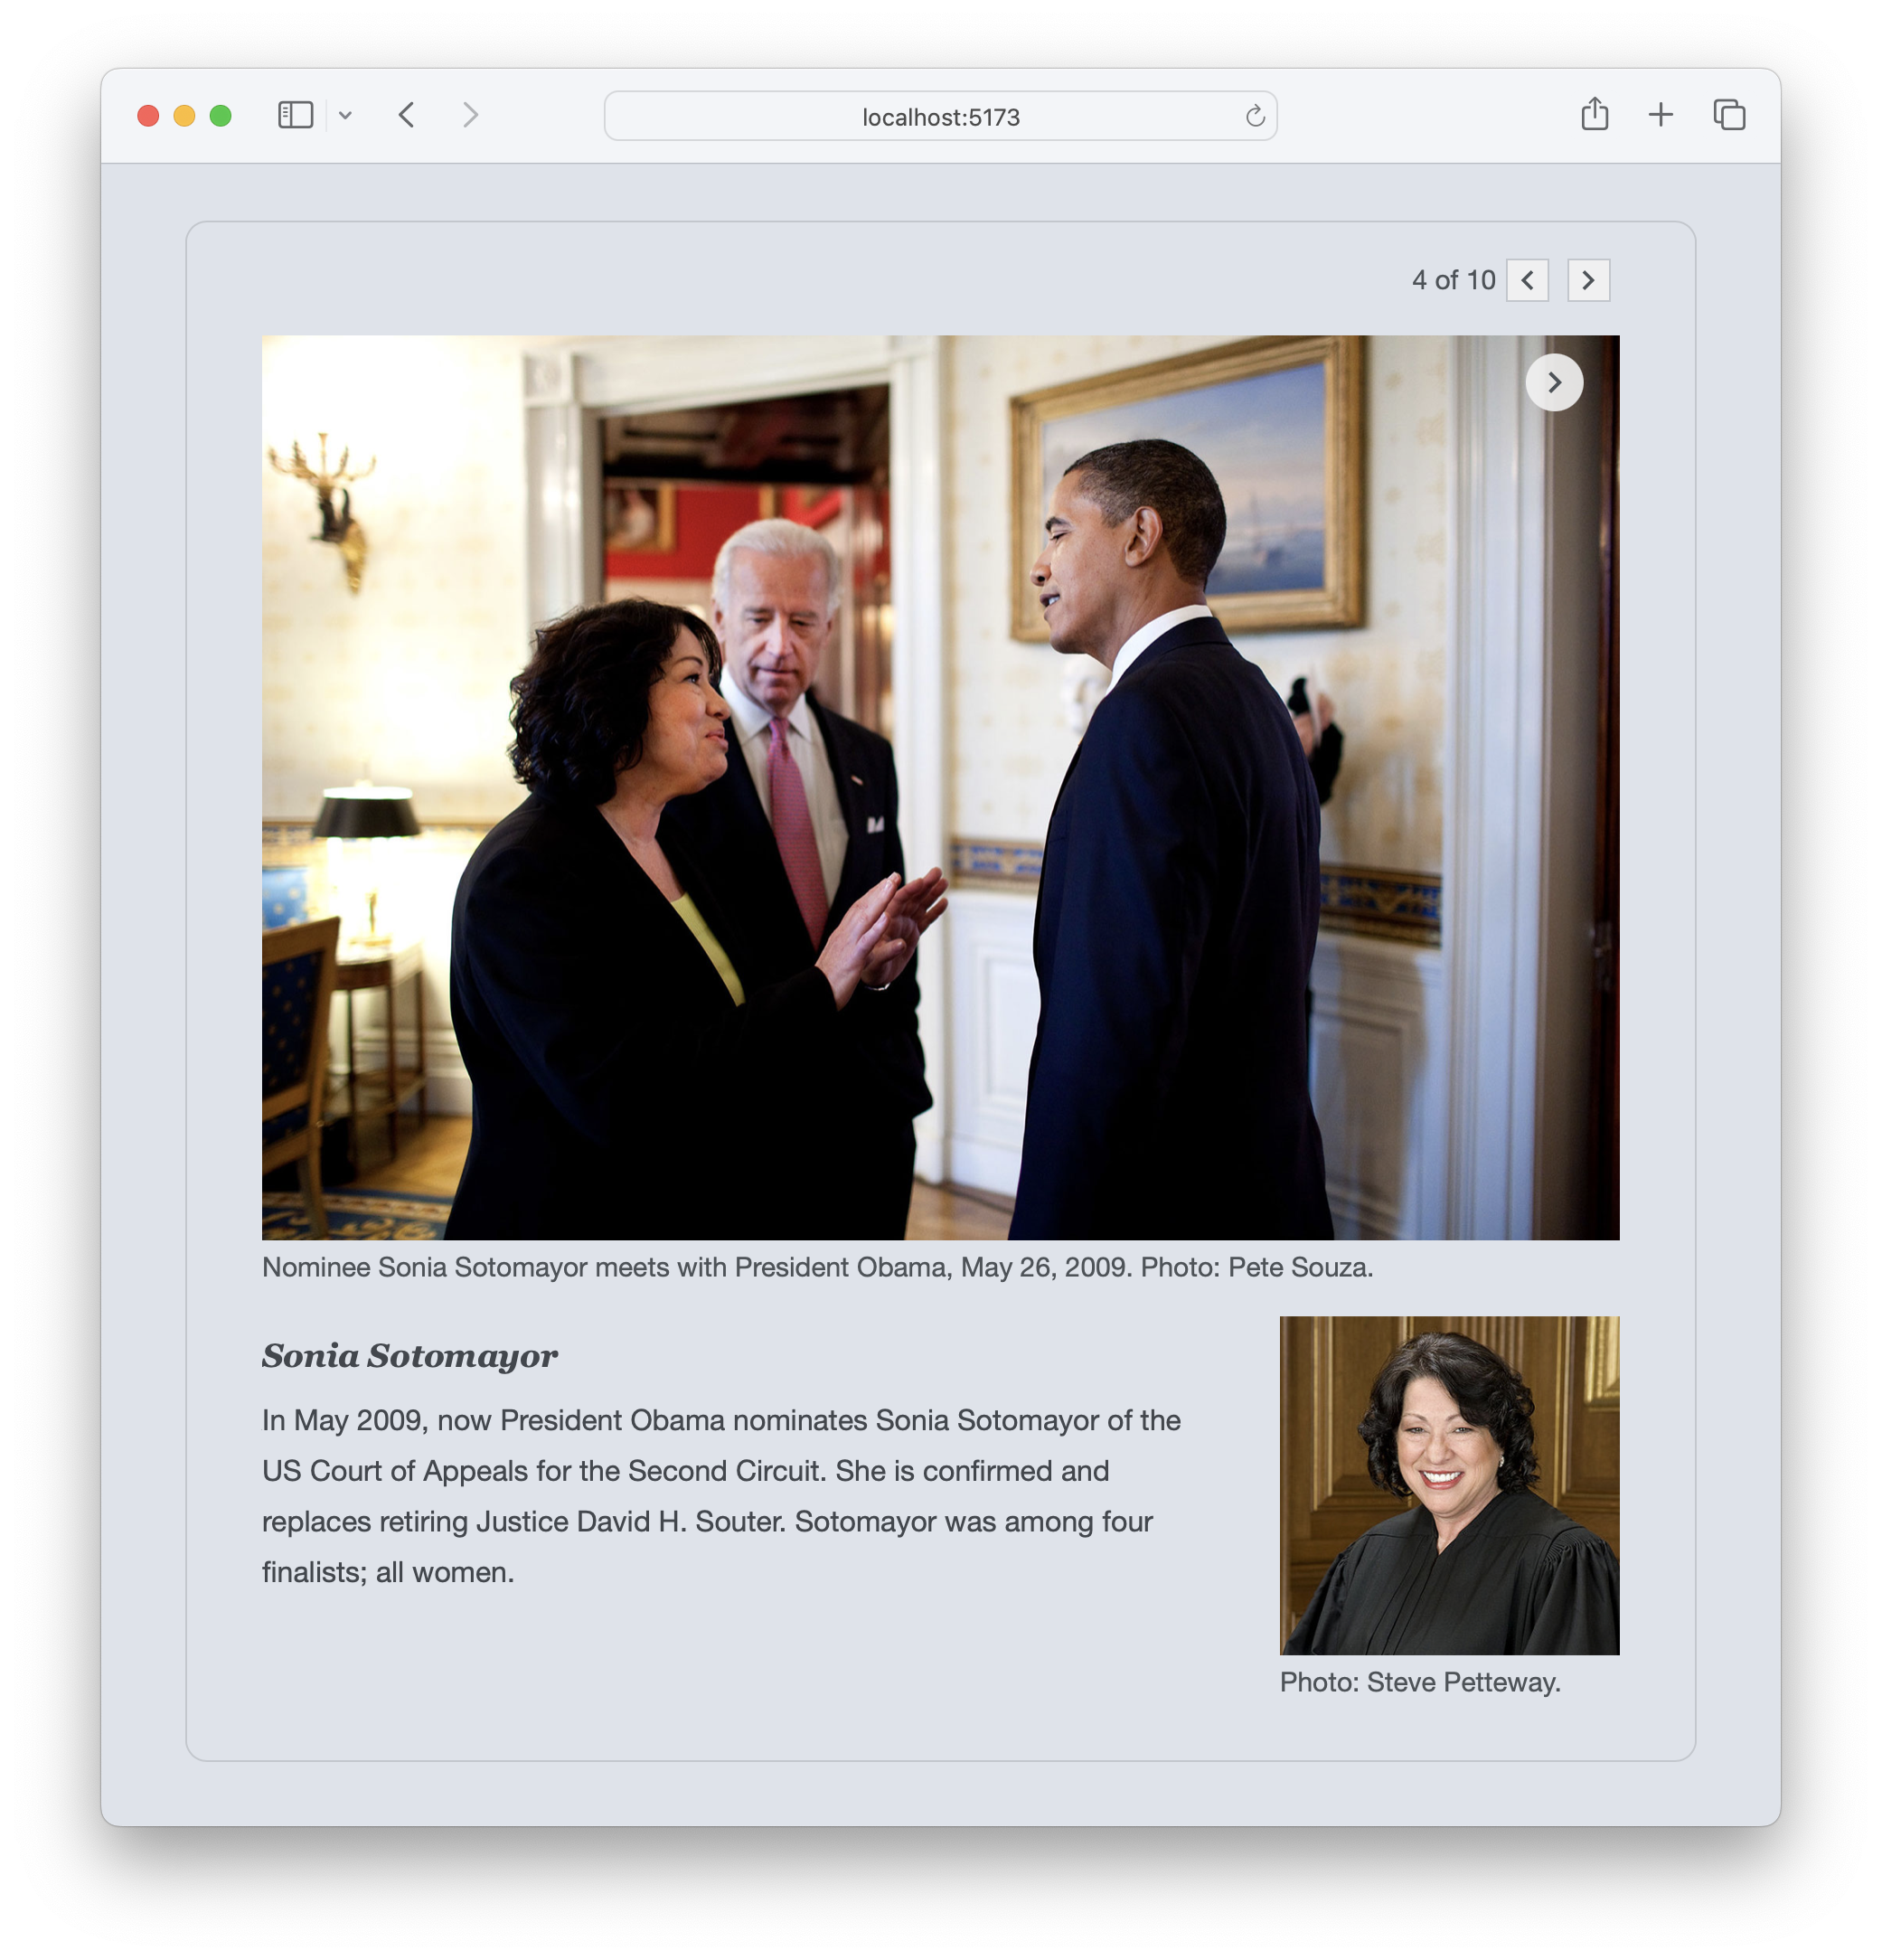 localhost:5173
4 of 10
Nominee Sonia Sotomayor meets with President Obama, May 26, 2009. Photo: Pete Souza.
Sonia Sotomayor
In May 2009, now President Obama nominates Sonia Sotomayor of the
US Court of Appeals for the Second Circuit. She is confirmed and
replaces retiring Justice David H. Souter. Sotomayor was among four
finalists; all women.
Photo: Steve Petteway.